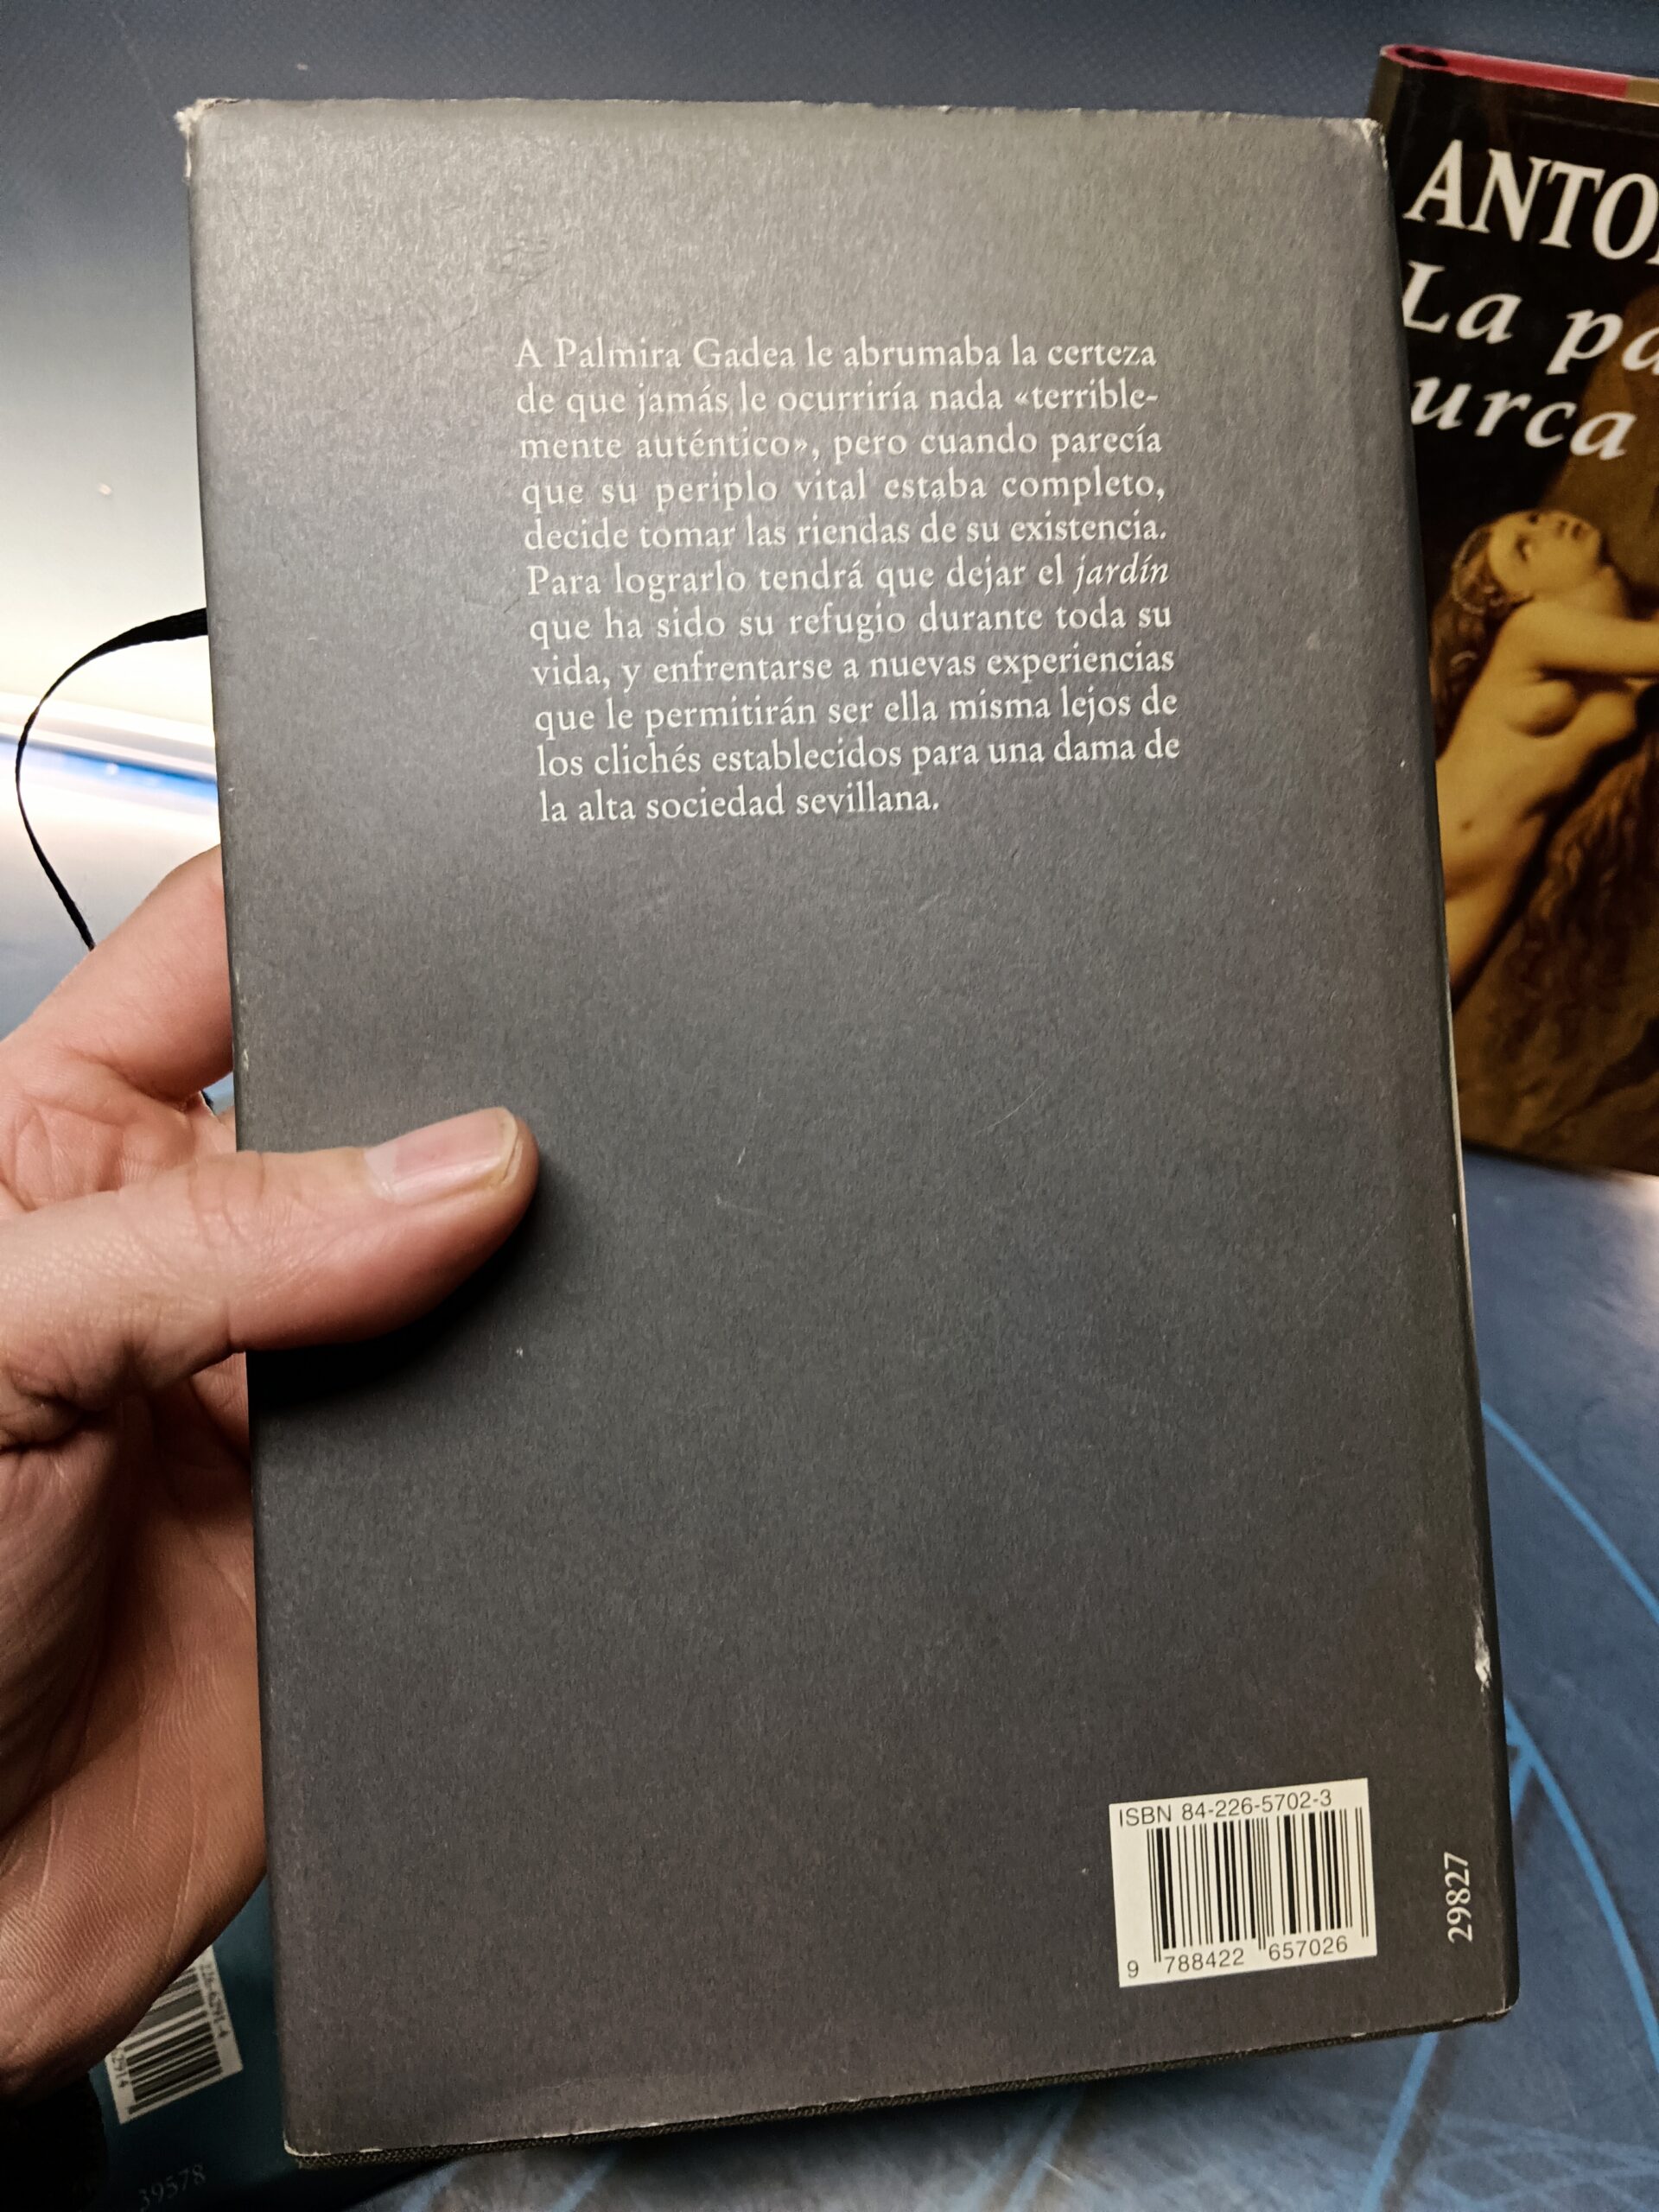 A Palmira Gadea le abrumaba la certeza
de que jamás le ocurriría nada «terrible-
mente auténtico», pero cuando parecía
que su periplo vital estaba completo,
decide tomar las riendas de su existencia.
Para lograrlo tendrá que dejar el jardín
que ha sido su refugio durante toda su
vida, y enfrentarse a nuevas experiencias
que le permitirán ser ella misma lejos de
los clichés establecidos para una dama de
la alta sociedad sevillana.
ISBN 84-226-5702-3
9 788422 657026
29827
ANTO
La pa
urca
39578